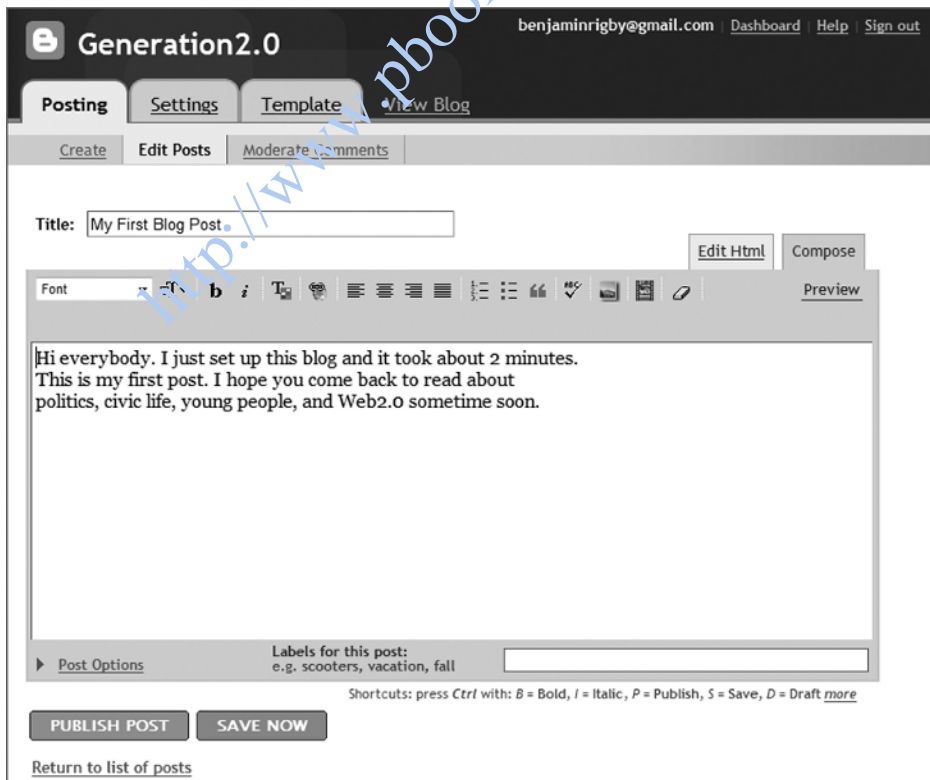 Generation2.0
benjaminrigby@gmail.com | Dashboard | Help | Sign out
Posting Settings Template View Blog
Create Edit Posts Moderate Comments
Title: My First Blog Post
Edit Html Compose
Font b i ABC Preview
Hi everybody. I just set up this blog and it took about 2 minutes.
This is my first post. I hope you come back to read about
politics, civic life, young people, and Web2.0 sometime soon.
Post Options
Labels for this post:
e.g. scooters, vacation, fall
Shortcuts: press Ctrl with: B = Bold, I = Italic, P = Publish, S = Save, D = Draft more
PUBLISH POST SAVE NOW
Return to list of posts
http://www.pboo